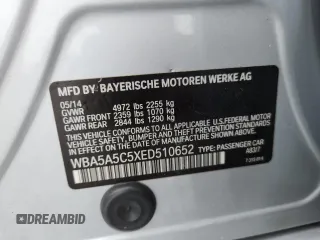 MFD BY BAYERISCHE MOTOREN WERKE AG
05/14
GVWR 4972 lbs 2255 kg
GAWR FRONT 2359 lbs 1070 kg
GAWR REAR 2844 lbs 1290 kg
THIS VEHICLE CONFORMS TO ALL APPLICABLE U.S. FEDERAL MOTOR
VEHICLE SAFETY, BUMPER, AND THEFT PREVENTION STANDARDS
IN EFFECT ON THE DATE OF MANUFACTURE SHOWN ABOVE.
WBA5A5C5XED510652 TYPE: PASSENGER CAR
A83/7
DREAMBID